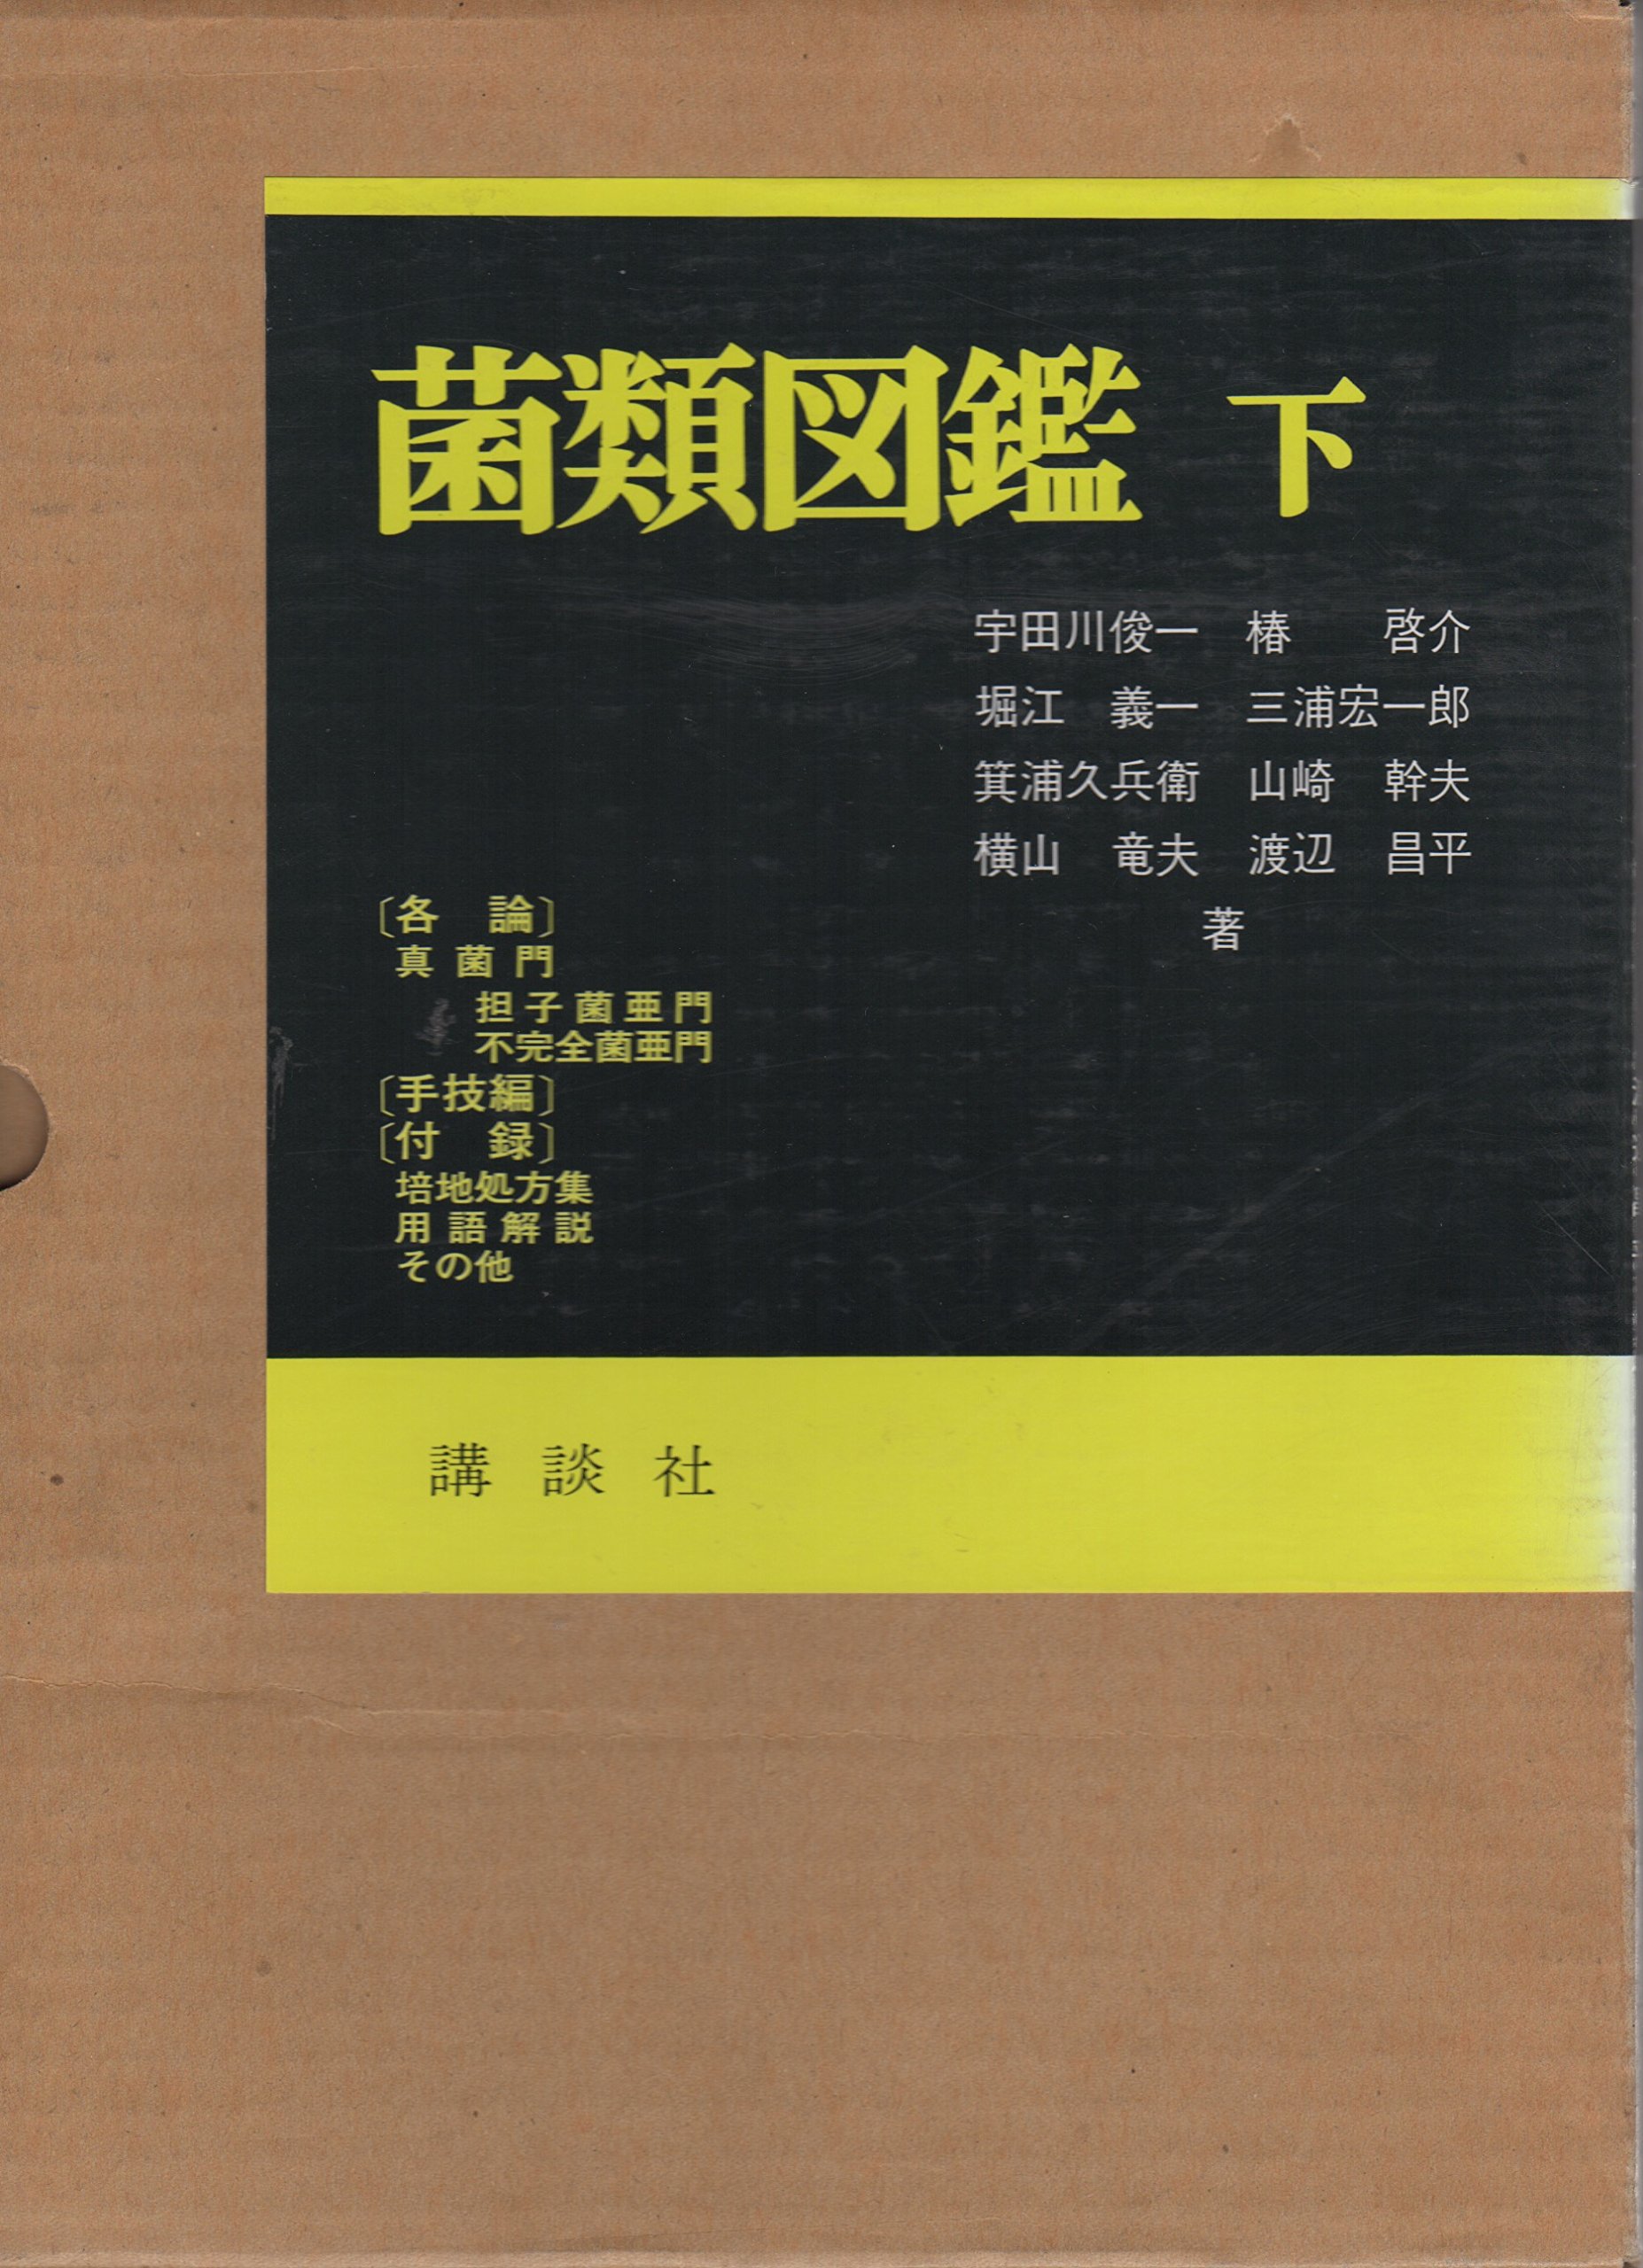 菌類図鑑 下
宇田川俊一 椿 啓介
堀江 義一 三浦宏一郎
箕浦久兵衛 山崎 幹夫
横山 竜夫 渡辺 昌平
著
〔各 論〕
真菌門
担子菌亜門
不完全菌亜門
〔手技編〕
〔付 録〕
培地処方集
用語解説
その他
講談社